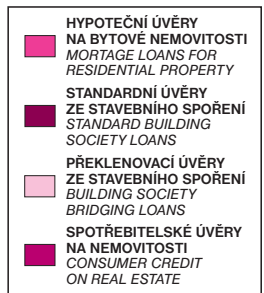 HYPOTEČNÍ ÚVĚRY
NA BYTOVÉ NEMOVITOSTI
MORTAGE LOANS FOR
RESIDENTIAL PROPERTY
STANDARDNÍ ÚVĚRY
ZE STAVEBNÍHO SPOŘENÍ
STANDARD BUILDING
SOCIETY LOANS
PŘEKLENOVACÍ ÚVĚRY
ZE STAVEBNÍHO SPOŘENÍ
BUILDING SOCIETY
BRIDGING LOANS
SPOTŘEBITELSKÉ ÚVĚRY
NA NEMOVITOSTI
CONSUMER CREDIT
ON REAL ESTATE